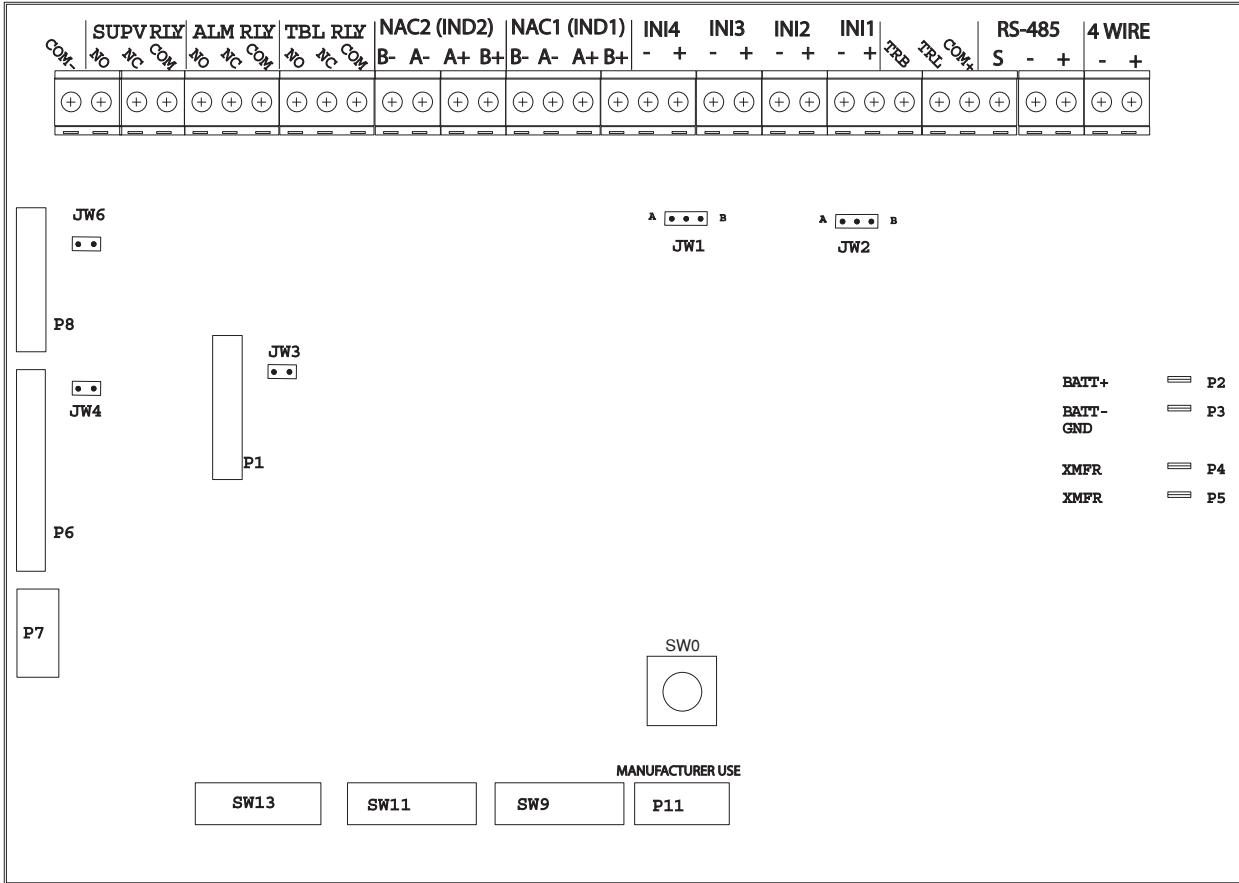 SUPV RLY ALM RLY TBL RLY NAC2 (IND2) NAC1 (IND1) INI4 INI3 INI2 INI1 RS-485 4 WIRE
COM- NO NC COM NO NC COM NO NC COM B- A- A+ B+ B- A- A+ B+ - + - + - + - + TRB TRL COM+ S - + - +
JW6
A B
JW1
A B
JW2
P8
JW3
JW4
P1
P6
P7
BATT+ P2
BATT- P3
GND
XMFR P4
XMFR P5
SW0
MANUFACTURER USE
SW13 SW11 SW9 P11